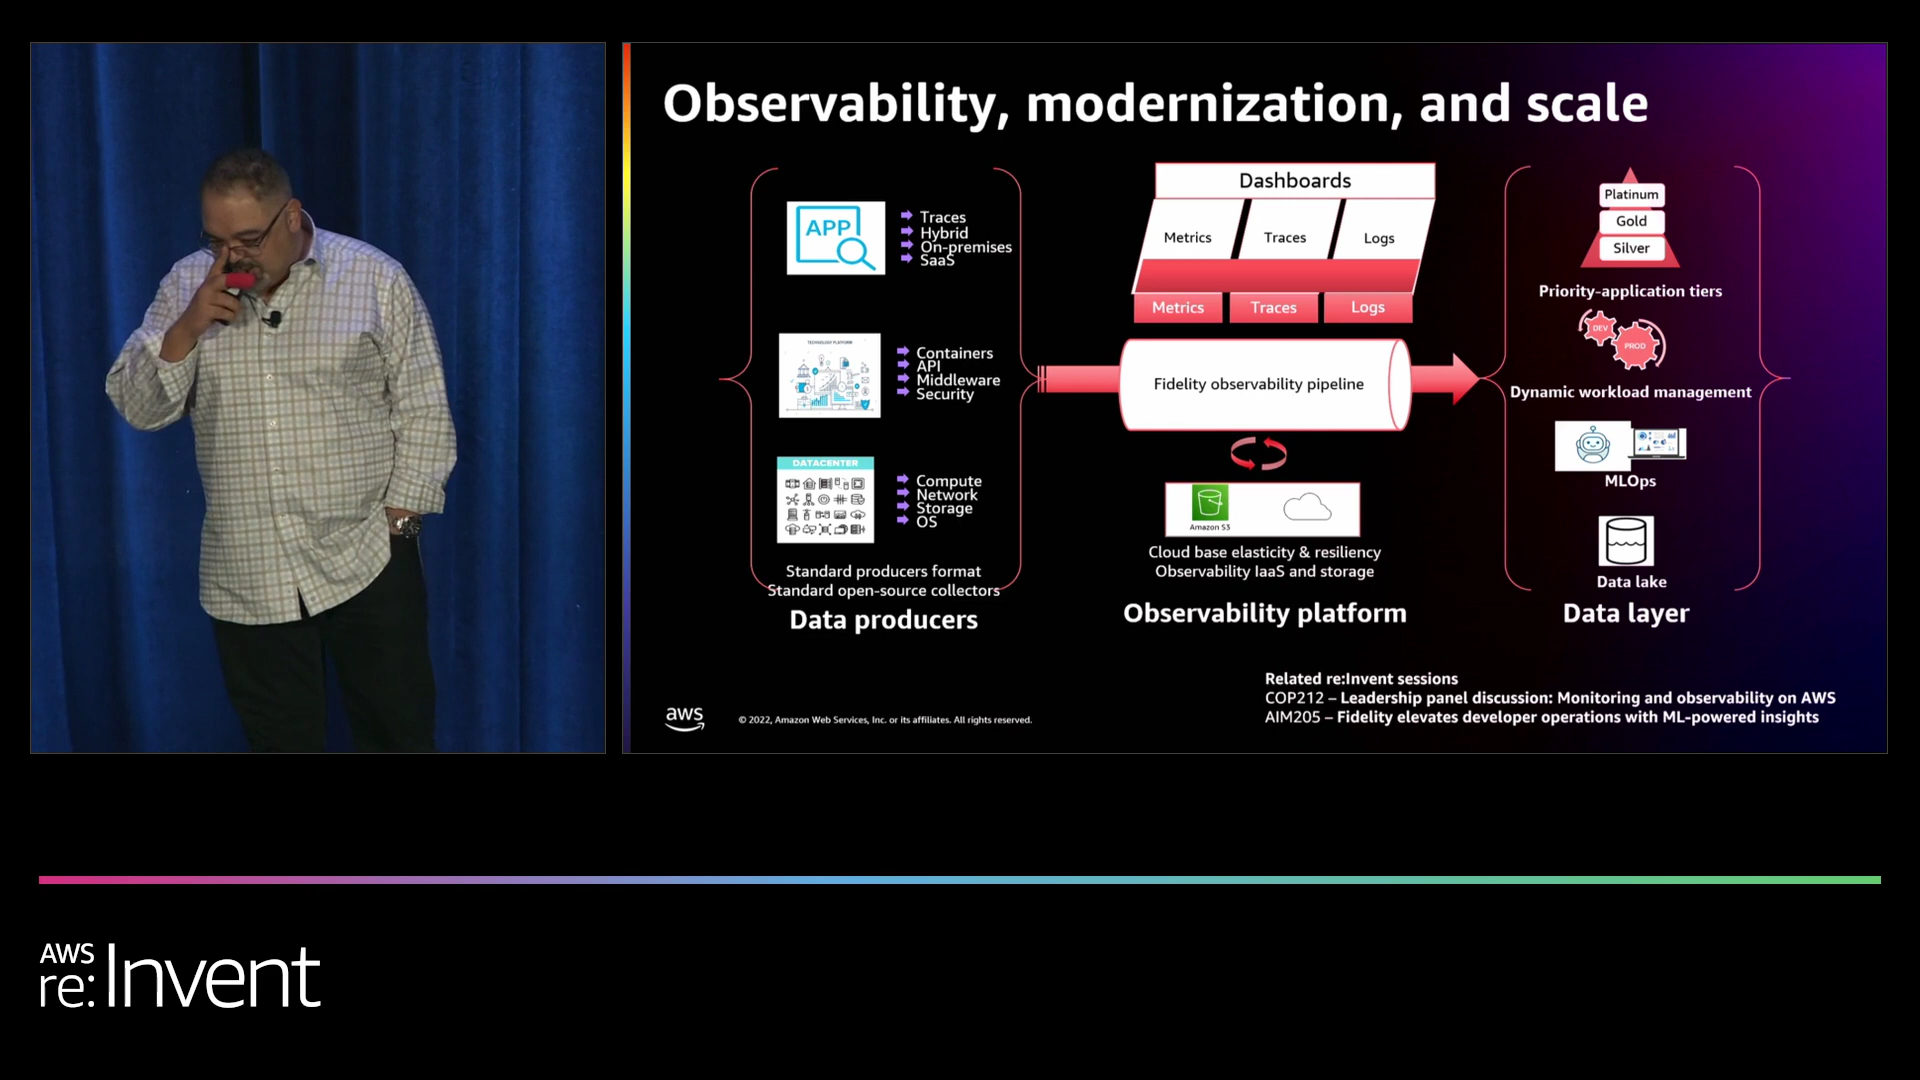 Observability, modernization, and scale
APP
Traces
Hybrid
On-premises
SaaS
TECHNOLOGY PLATFORM
Containers
API
Middleware
Security
DATACENTER
Compute
Network
Storage
OS
Standard producers format
Standard open-source collectors
Data producers
Dashboards
Metrics
Traces
Logs
Metrics
Traces
Logs
Fidelity observability pipeline
Amazon S3
Cloud base elasticity & resiliency
Observability IaaS and storage
Observability platform
Platinum
Gold
Silver
Priority-application tiers
DEV
PROD
Dynamic workload management
MLOps
Data lake
Data layer
Related re:Invent sessions
COP212 – Leadership panel discussion: Monitoring and observability on AWS
AIM205 – Fidelity elevates developer operations with ML-powered insights
aws
© 2022, Amazon Web Services, Inc. or its affiliates. All rights reserved.
AWS
re:Invent